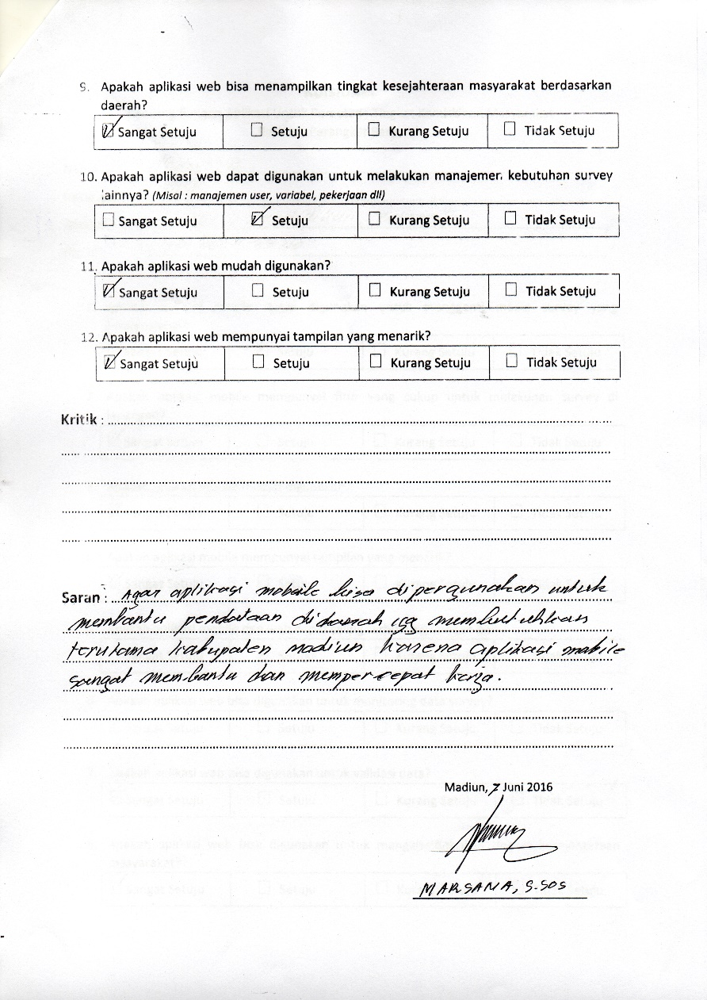 9. Apakah aplikasi web bisa menampilkan tingkat kesejahteraan masyarakat berdasarkan
daerah?
☑ Sangat Setuju ☐ Setuju ☐ Kurang Setuju ☐ Tidak Setuju
10. Apakah aplikasi web dapat digunakan untuk melakukan manajemen kebutuhan survey
lainnya? (Misal : manajemen user, variabel, pekerjaan dll)
☐ Sangat Setuju ☑ Setuju ☐ Kurang Setuju ☐ Tidak Setuju
11. Apakah aplikasi web mudah digunakan?
☑ Sangat Setuju ☐ Setuju ☐ Kurang Setuju ☐ Tidak Setuju
12. Apakah aplikasi web mempunyai tampilan yang menarik?
☑ Sangat Setuju ☐ Setuju ☐ Kurang Setuju ☐ Tidak Setuju
Kritik :
Saran : Agar aplikasi mobile bisa dipergunakan untuk
membantu pendataan didaerah yg membutuhkan
terutama kabupaten madiun karena aplikasi mobile
sangat membantu dan mempercepat kerja.
Madiun, 7 Juni 2016
MARSANA, S.SOS